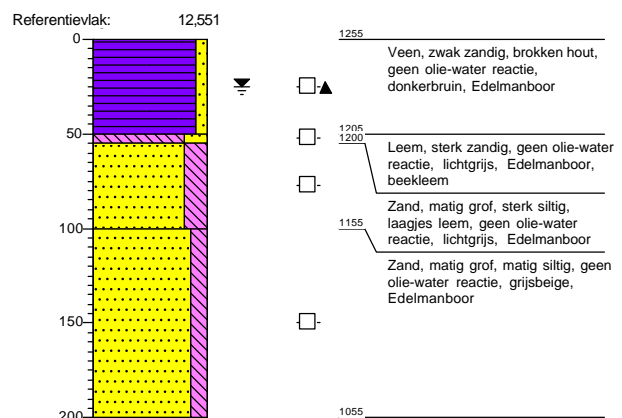 Referentievlak: 12,551
0
50
100
150
200
1255
Veen, zwak zandig, brokken hout,
geen olie-water reactie,
donkerbruin, Edelmanboor
1205
1200
Leem, sterk zandig, geen olie-water
reactie, lichtgrijs, Edelmanboor,
beekleem
Zand, matig grof, sterk siltig,
laagjes leem, geen olie-water
reactie, lichtgrijs, Edelmanboor
1155
Zand, matig grof, matig siltig, geen
olie-water reactie, grijsbeige,
Edelmanboor
1055